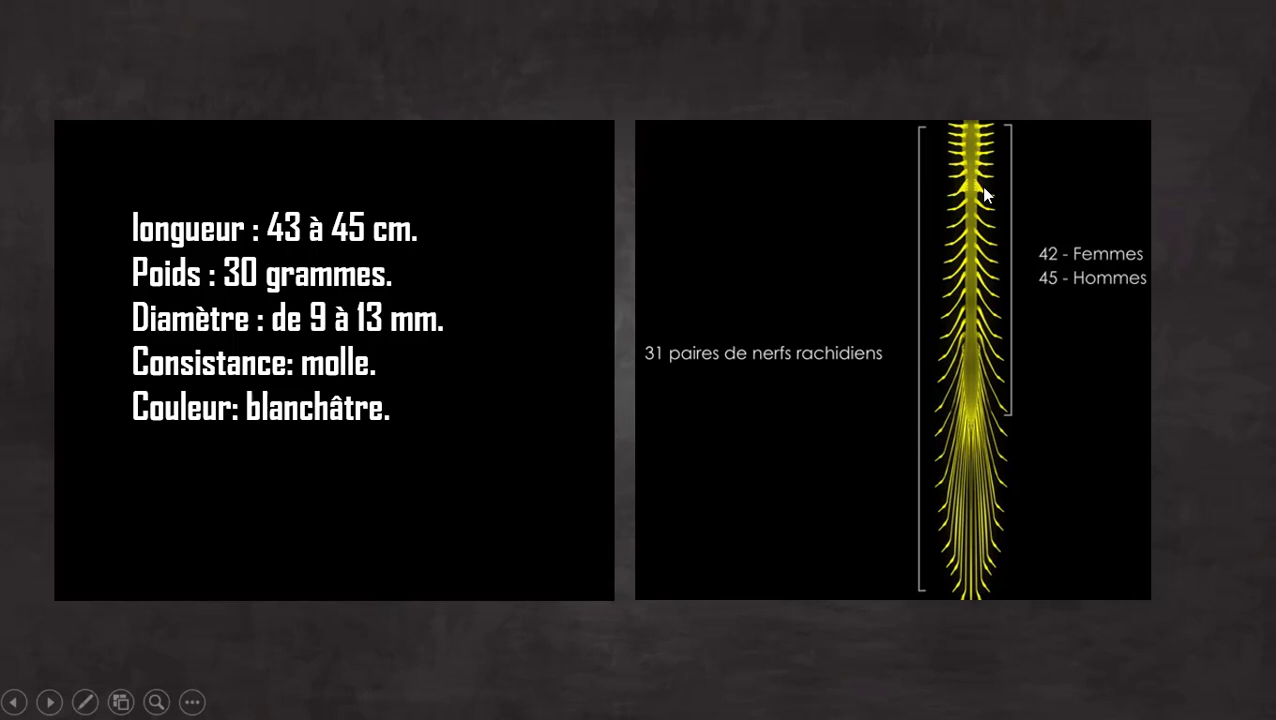 longueur : 43 à 45 cm.
Poids : 30 grammes.
Diamètre : de 9 à 13 mm.
Consistance: molle.
Couleur: blanchâtre.
42 - Femmes
45 - Hommes
31 paires de nerfs rachidiens